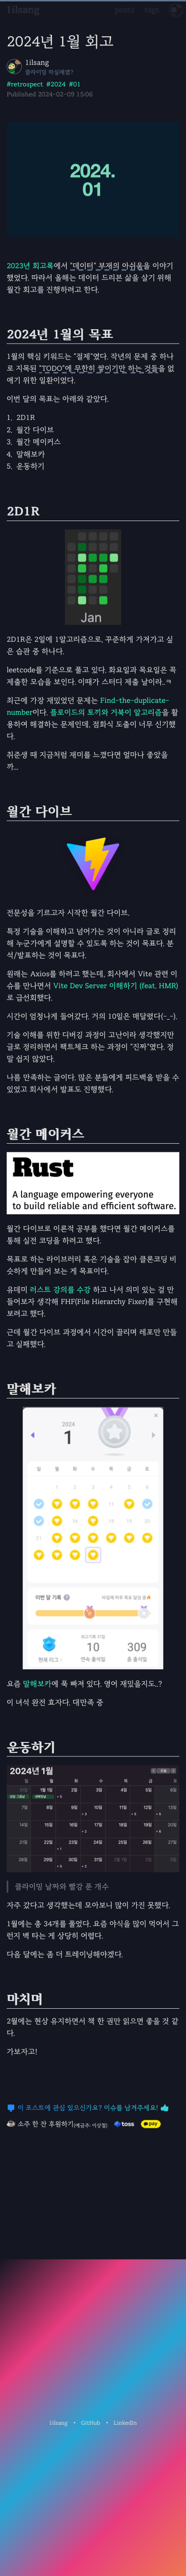 1ilsang
posts
tags
2024년 1월 회고
1ilsang
클라이밍 하실래염?
#retrospect #2024 #01
Published 2024-02-09 15:06
2024.
01
2023년 회고록에서 "데이터" 부재의 아쉬움을 이야기
했었다. 따라서 올해는 데이터 드리븐 삶을 살기 위해
월간 회고를 진행하려고 한다.
2024년 1월의 목표
1월의 핵심 키워드는 "절제"였다. 작년의 문제 중 하나
로 지목된 "TODO"에 무한히 쌓이기만 하는 것들을 없
애기 위한 일환이었다.
이번 달의 목표는 아래와 같았다.
1. 2D1R
2. 월간 다이브
3. 월간 메이커스
4. 말해보카
5. 운동하기
2D1R
Jan
2D1R은 2일에 1알고리즘으로, 꾸준하게 가져가고 싶
은 습관 중 하나다.
leetcode를 기준으로 풀고 있다. 화요일과 목요일은 꼭
제출한 모습을 보인다. 이때가 스터디 제출 날이라..ㅋ
최근에 가장 재밌었던 문제는 Find-the-duplicate-
number이다. 플로이드의 토끼와 거북이 알고리즘을 활
용하여 해결하는 문제인데, 점화식 도출이 너무 신기했
다.
취준생 때 지금처럼 재미를 느꼈다면 얼마나 좋았을
까...
월간 다이브
전문성을 기르고자 시작한 월간 다이브.
특정 기술을 이해하고 넘어가는 것이 아니라 글로 정리
해서 누군가에게 설명할 수 있도록 하는 것이 목표다. 분
석/발표하는 것이 목표다.
원래는 Axios를 하려고 했는데, 회사에서 Vite 관련 이
슈를 만나면서 Vite Dev Server 이해하기 (feat, HMR)
로 급선회했다.
시간이 엄청나게 들어갔다. 거의 10일은 매달렸다(-_-).
기술 이해를 위한 디버깅 과정이 고난이라 생각했지만
글로 정리하면서 팩트체크 하는 과정이 "진짜"였다. 정
말 쉽지 않았다.
나름 만족하는 글이다. 많은 분들에게 피드백을 받을 수
있었고 회사에서 발표도 진행했다.
월간 메이커스
Rust
A language empowering everyone
to build reliable and efficient software.
월간 다이브로 이론적 공부를 했다면 월간 메이커스를
통해 실전 코딩을 하려고 했다.
목표로 하는 라이브러리 혹은 기술을 잡아 클론코딩 비
슷하게 만들어 보는 게 목표이다.
유데미 러스트 강의를 수강 하고 나서 의미 있는 걸 만
들어보자 생각해 FHF(File Hierarchy Fixer)를 구현해
보려고 했다.
근데 월간 다이브 과정에서 시간이 끌리며 레포만 만들
고 실패했다.
말해보카
2024
1
일 월 화 수 목 금 토
이번 달 기록
현재 리그
최고기록 31일
10
연속 출석일
309
총 출석일
요즘 말해보카에 푹 빠져 있다. 영어 재밌을지도..?
이 녀석 완전 효자다. 대만족 중
운동하기
2024년 1월
클라이밍 날짜와 빨강 푼 개수
자주 갔다고 생각했는데 모아보니 많이 가진 못했다.
1월에는 총 34개를 풀었다. 요즘 야식을 많이 먹어서 그
런지 벽 타는 게 상당히 어렵다.
다음 달에는 좀 더 트레이닝해야겠다.
마치며
2월에는 현상 유지하면서 책 한 권만 읽으면 좋을 것 같
다.
가보자고!
이 포스트에 관심 있으신가요? 이슈를 남겨주세요!
소주 한 잔 후원하기(예금주: 이상철) toss pay
1ilsang • GitHub • LinkedIn